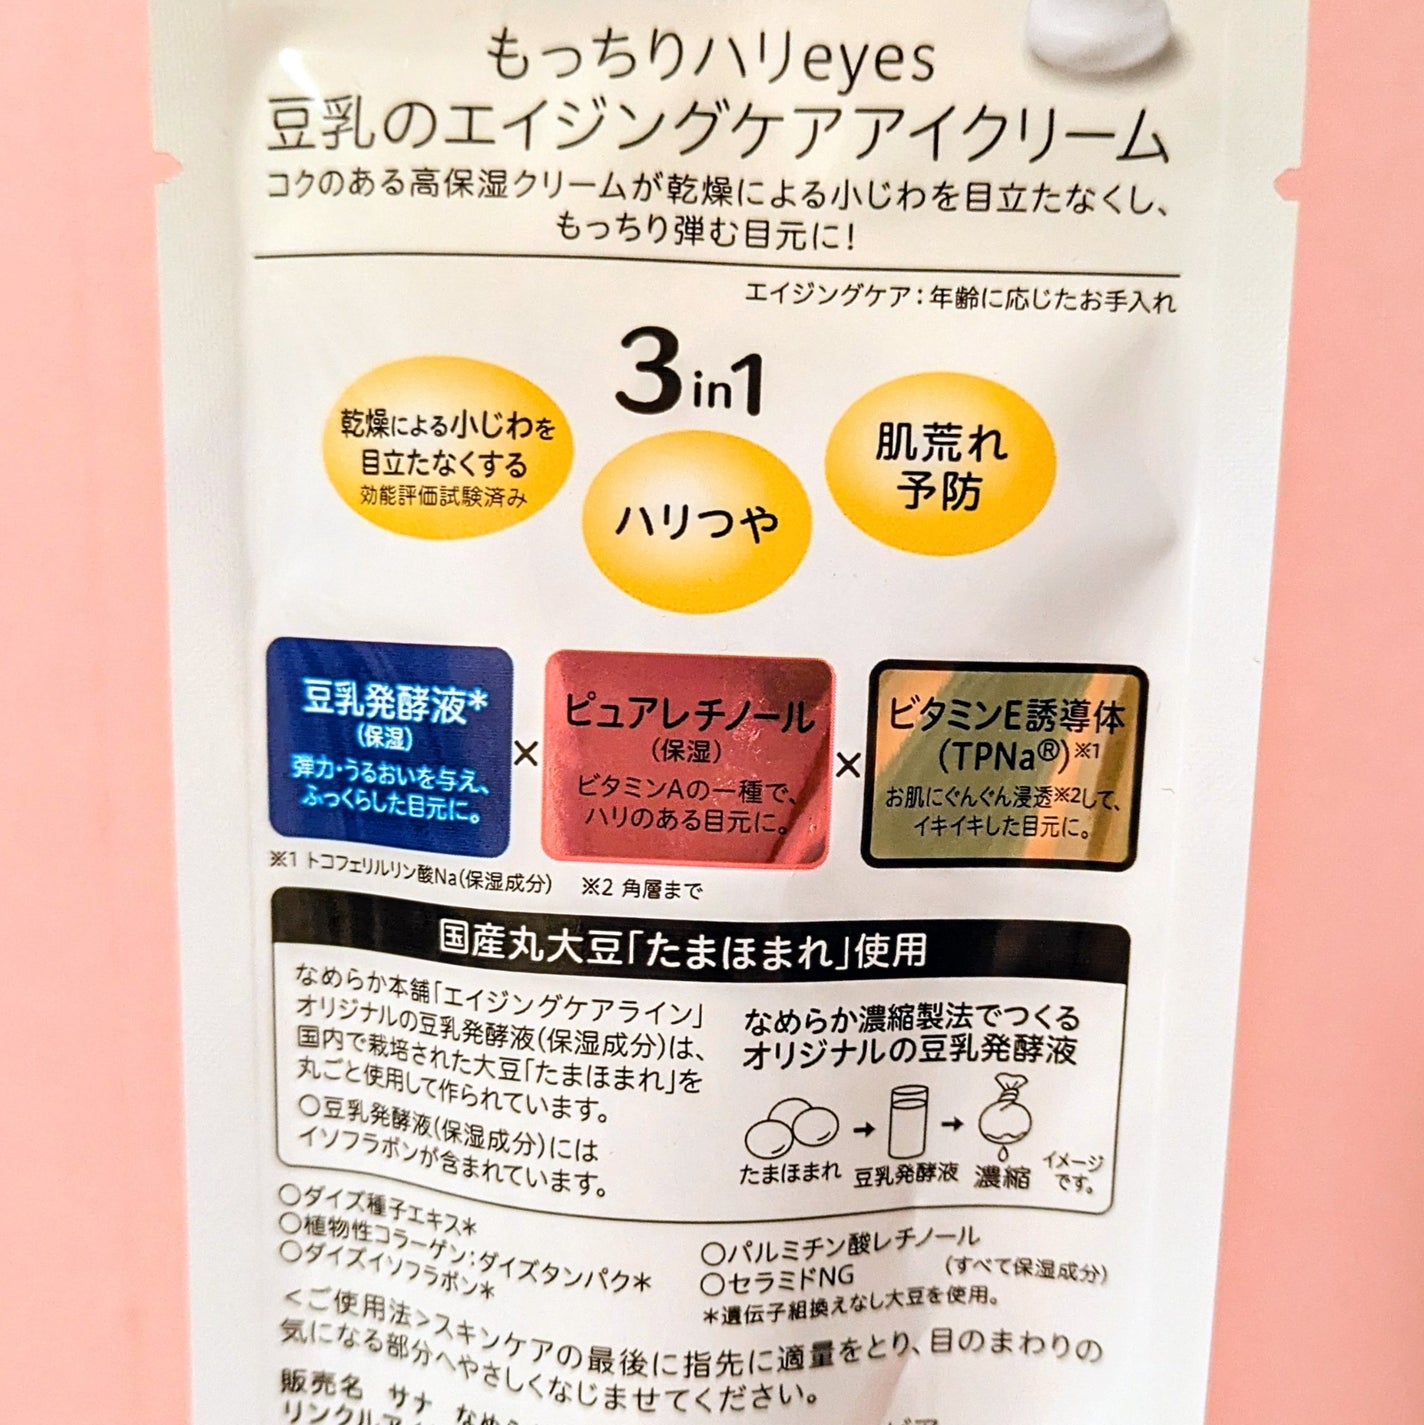 もっちりハリeyes
豆乳のエイジングケアアイクリーム
コクのある高保湿クリームが乾燥による小じわを目立たなくし、
もっちり弾む目元に!
エイジングケア:年齢に応じたお手入れ
3in1
乾燥による小じわを
目立たなくする
効能評価試験済み
ハリつや
肌荒れ
予防
豆乳発酵液*
(保湿)
弾力・うるおいを与え、
ふっくらした目元に。
×
ピュアレチノール
(保湿)
ビタミンAの一種で、
ハリのある目元に。
×
ビタミンE誘導体
(TPNa®)※1
お肌にぐんぐん浸透※2して、
イキイキした目元に。
※1 トコフェリルリン酸Na(保湿成分) ※2 角層まで
国産丸大豆「たまほまれ」使用
なめらか本舗「エイジングケアライン」
オリジナルの豆乳発酵液(保湿成分)は、
国内で栽培された大豆「たまほまれ」を
丸ごと使用して作られています。
○豆乳発酵液(保湿成分)には
イソフラボンが含まれています。
なめらか濃縮製法でつくる
オリジナルの豆乳発酵液
たまほまれ → 豆乳発酵液 → 濃縮
イメージ
です。
○ダイズ種子エキス*
○植物性コラーゲン:ダイズタンパク*
○ダイズイソフラボン*
○パルミチン酸レチノール
○セラミドNG (すべて保湿成分)
*遺伝子組換えなし大豆を使用。
<ご使用法>スキンケアの最後に指先に適量をとり、目のまわりの
気になる部分へやさしくなじませてください。
販売名 サナ なめら
リンクルアイ